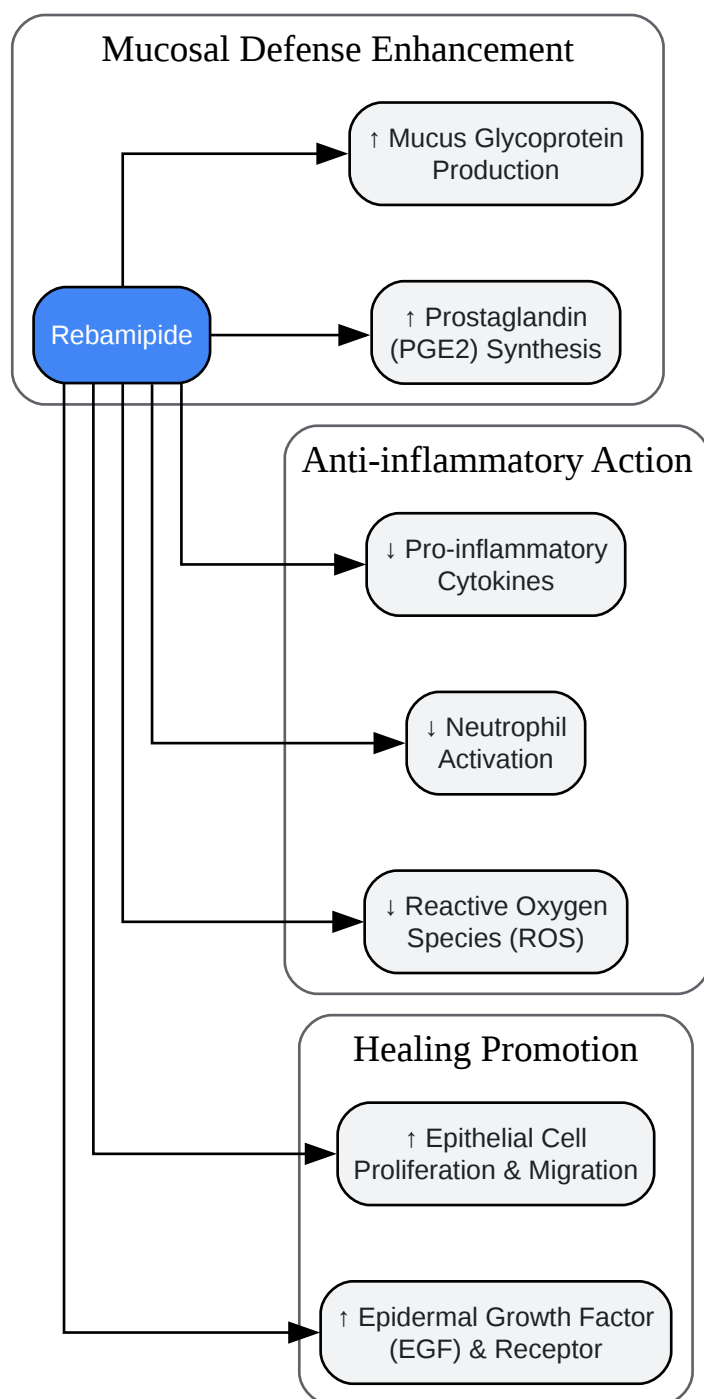 Mucosal Defense Enhancement
↑ Mucus Glycoprotein
Production
Rebamipide
↑ Prostaglandin
(PGE2) Synthesis
Anti-inflammatory Action
↓ Pro-inflammatory
Cytokines
↓ Neutrophil
Activation
↓ Reactive Oxygen
Species (ROS)
Healing Promotion
↑ Epithelial Cell
Proliferation & Migration
↑ Epidermal Growth Factor
(EGF) & Receptor